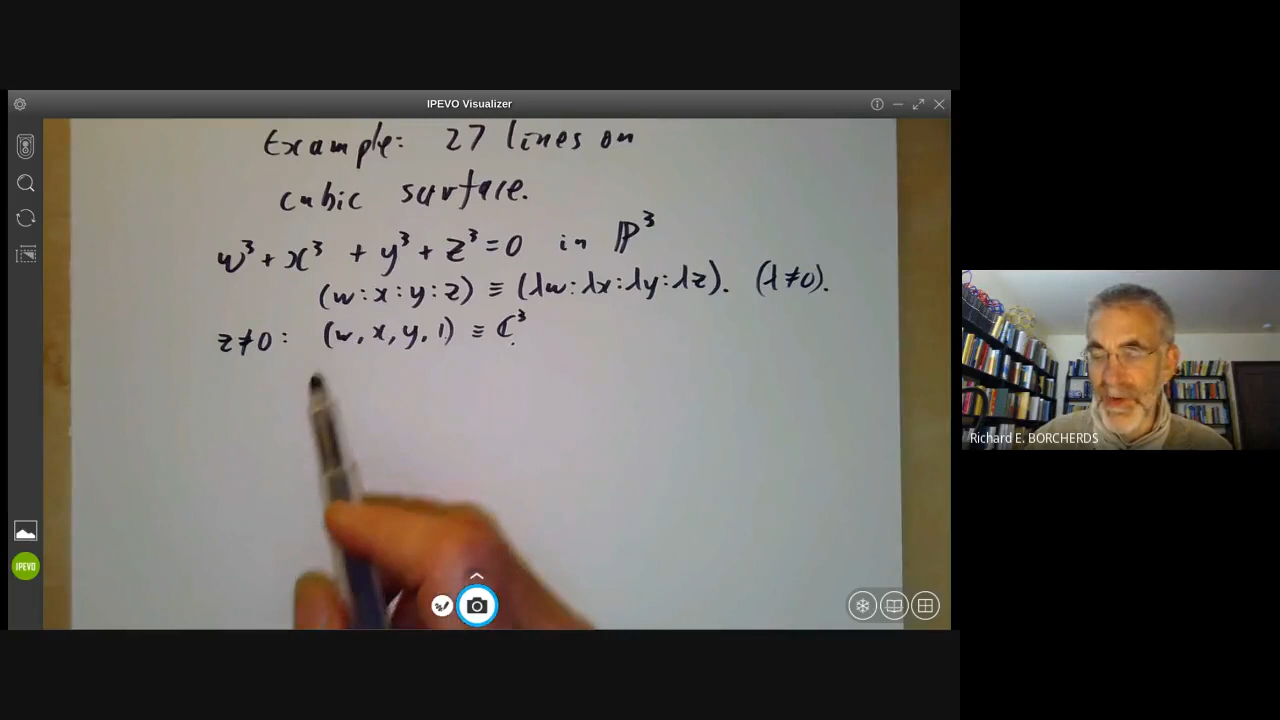 IPEVO Visualizer
Example: 27 lines on
cubic surface.
w³ + x³ + y³ + z³ = 0 in ℙ³
(w : x : y : z) ≡ (λw : λx : λy : λz). (λ ≠ 0).
z ≠ 0 : (w, x, y, 1) ≡ ℂ³.
Richard E. BORCHERDS
IPEVO